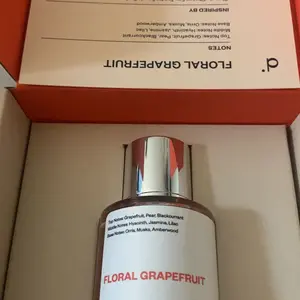 d.
FLORAL GRAPEFRUIT
NOTES
Top Notes: Grapefruit, Pear, Blackcurrant
Middle Notes: Hyacinth, Jasmine, Lilac
Base Notes: Orris, Musks, Amberwood
INSPIRED BY
Top Notes: Grapefruit, Pear, Blackcurrant
Middle Notes: Hyacinth, Jasmine, Lilac
Base Notes: Orris, Musks, Amberwood
FLORAL GRAPEFRUIT